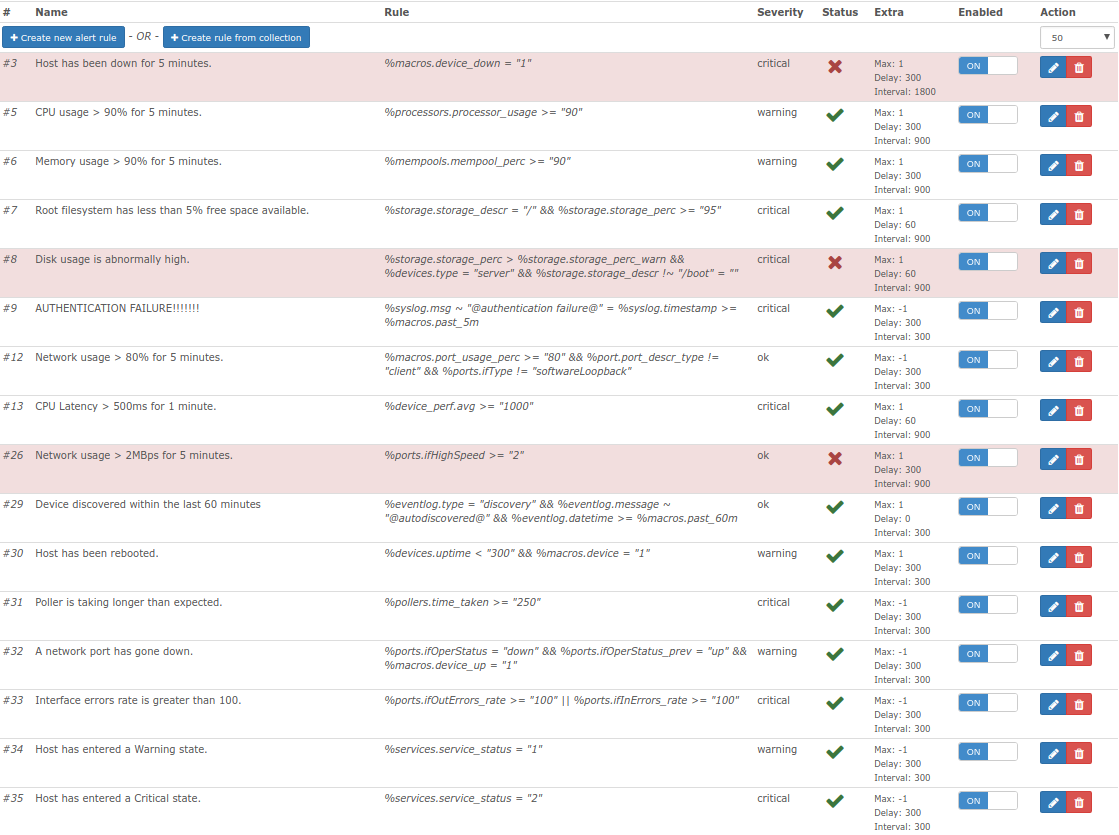 # Name Rule Severity Status Extra Enabled Action
Create new alert rule - OR - Create rule from collection 50
#3 Host has been down for 5 minutes. %macros.device_down = "1" critical Max: 1 ON
Delay: 300
Interval: 1800
#5 CPU usage > 90% for 5 minutes. %processors.processor_usage >= "90" warning Max: 1 ON
Delay: 300
Interval: 900
#6 Memory usage > 90% for 5 minutes. %mempools.mempool_perc >= "90" warning Max: 1 ON
Delay: 300
Interval: 900
#7 Root filesystem has less than 5% free space available. %storage.storage_descr = "/" && %storage.storage_perc >= "95" critical Max: 1 ON
Delay: 60
Interval: 900
#8 Disk usage is abnormally high. %storage.storage_perc > %storage.storage_perc_warn && critical Max: 1 ON
%devices.type = "server" && %storage.storage_descr !~ "/boot" = "" Delay: 60
Interval: 900
#9 AUTHENTICATION FAILURE!!!!!!! %syslog.msg ~ "@authentication failure@" = %syslog.timestamp >= critical Max: -1 ON
%macros.past_5m Delay: 300
Interval: 300
#12 Network usage > 80% for 5 minutes. %macros.port_usage_perc >= "80" && %port.port_descr_type != ok Max: -1 ON
"client" && %ports.ifType != "softwareLoopback" Delay: 300
Interval: 300
#13 CPU Latency > 500ms for 1 minute. %device_perf.avg >= "1000" critical Max: 1 ON
Delay: 60
Interval: 900
#26 Network usage > 2MBps for 5 minutes. %ports.ifHighSpeed >= "2" ok Max: 1 ON
Delay: 300
Interval: 900
#29 Device discovered within the last 60 minutes %eventlog.type = "discovery" && %eventlog.message ~ ok Max: 1 ON
"@autodiscovered@" && %eventlog.datetime >= %macros.past_60m Delay: 0
Interval: 300
#30 Host has been rebooted. %devices.uptime < "300" && %macros.device = "1" warning Max: 1 ON
Delay: 300
Interval: 300
#31 Poller is taking longer than expected. %pollers.time_taken >= "250" critical Max: -1 ON
Delay: 300
Interval: 300
#32 A network port has gone down. %ports.ifOperStatus = "down" && %ports.ifOperStatus_prev = "up" && warning Max: -1 ON
%macros.device_up = "1" Delay: 300
Interval: 300
#33 Interface errors rate is greater than 100. %ports.ifOutErrors_rate >= "100" || %ports.ifInErrors_rate >= "100" critical Max: -1 ON
Delay: 300
Interval: 300
#34 Host has entered a Warning state. %services.service_status = "1" warning Max: -1 ON
Delay: 300
Interval: 300
#35 Host has entered a Critical state. %services.service_status = "2" critical Max: -1 ON
Delay: 300
Interval: 300